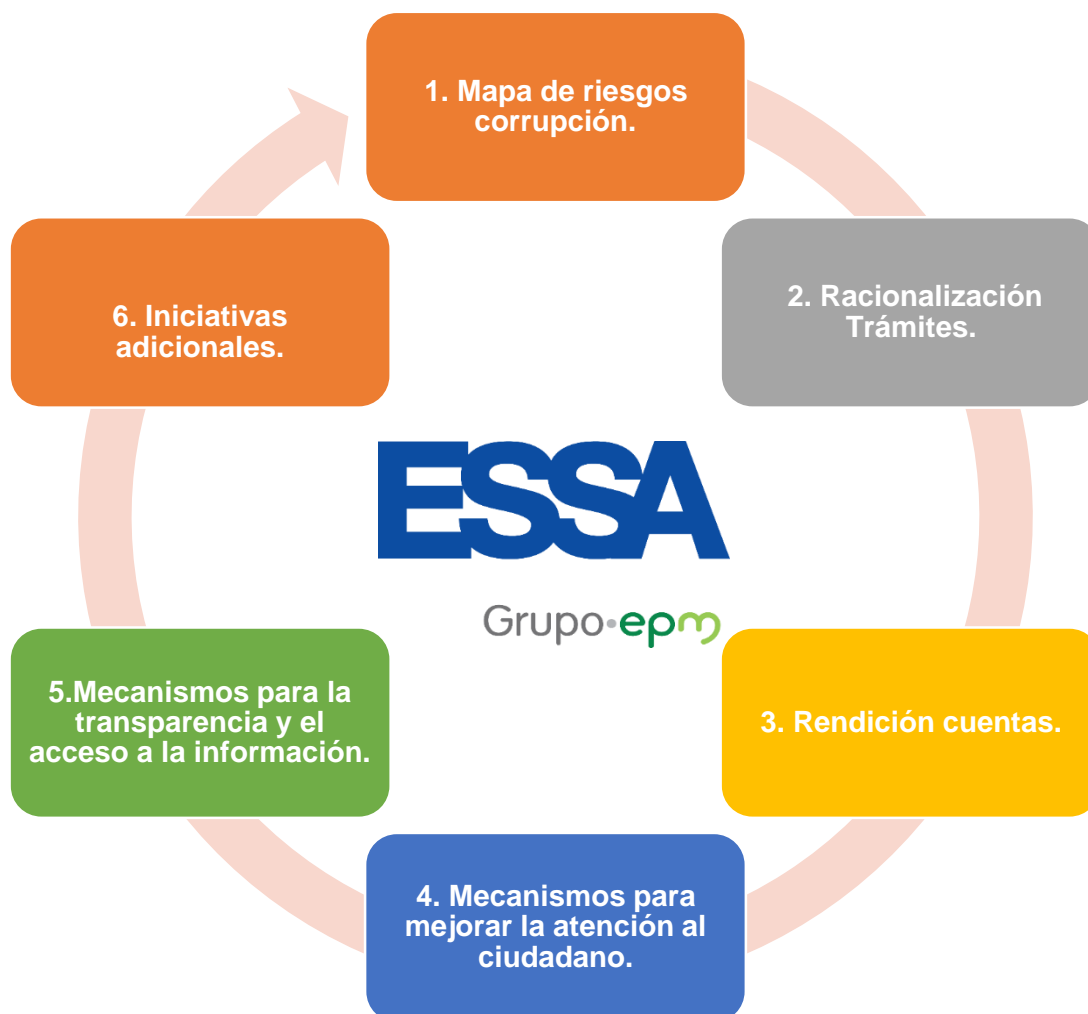 1. Mapa de riesgos
corrupción.
2. Racionalización
Trámites.
3. Rendición cuentas.
4. Mecanismos para
mejorar la atención al
ciudadano.
5.Mecanismos para la
transparencia y el
acceso a la información.
6. Iniciativas
adicionales.
ESSA
Grupo·epm